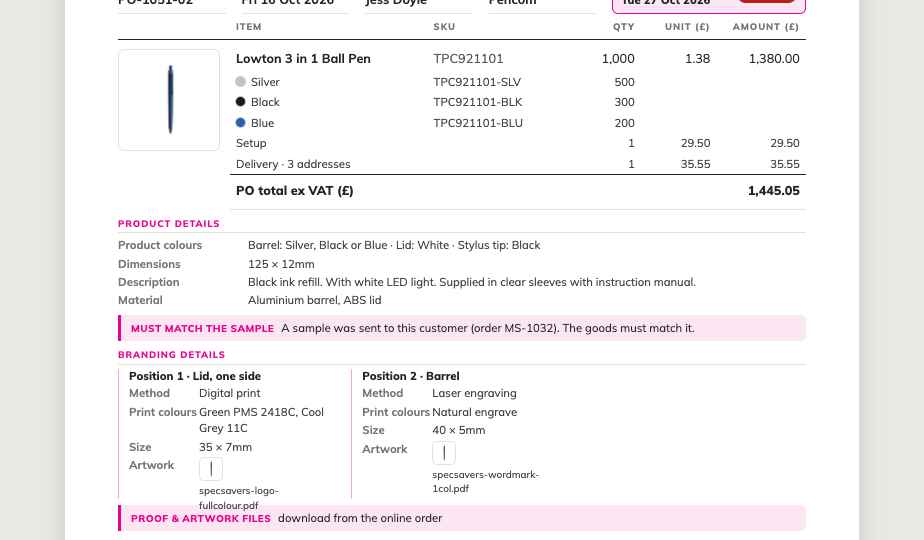 PO-1051-02 Fri 16 Oct 2026 Jess Doyle Pencom Tue 27 Oct 2026
ITEM SKU QTY UNIT (£) AMOUNT (£)
Lowton 3 in 1 Ball Pen TPC921101 1,000 1.38 1,380.00
Silver TPC921101-SLV 500
Black TPC921101-BLK 300
Blue TPC921101-BLU 200
Setup 1 29.50 29.50
Delivery · 3 addresses 1 35.55 35.55
PO total ex VAT (£) 1,445.05
PRODUCT DETAILS
Product colours Barrel: Silver, Black or Blue · Lid: White · Stylus tip: Black
Dimensions 125 × 12mm
Description Black ink refill. With white LED light. Supplied in clear sleeves with instruction manual.
Material Aluminium barrel, ABS lid
MUST MATCH THE SAMPLE A sample was sent to this customer (order MS-1032). The goods must match it.
BRANDING DETAILS
Position 1 · Lid, one side
Method Digital print
Print colours Green PMS 2418C, Cool
Grey 11C
Size 35 × 7mm
Artwork
specsavers-logo-
fullcolour.pdf
Position 2 · Barrel
Method Laser engraving
Print colours Natural engrave
Size 40 × 5mm
Artwork
specsavers-wordmark-
1col.pdf
PROOF & ARTWORK FILES download from the online order